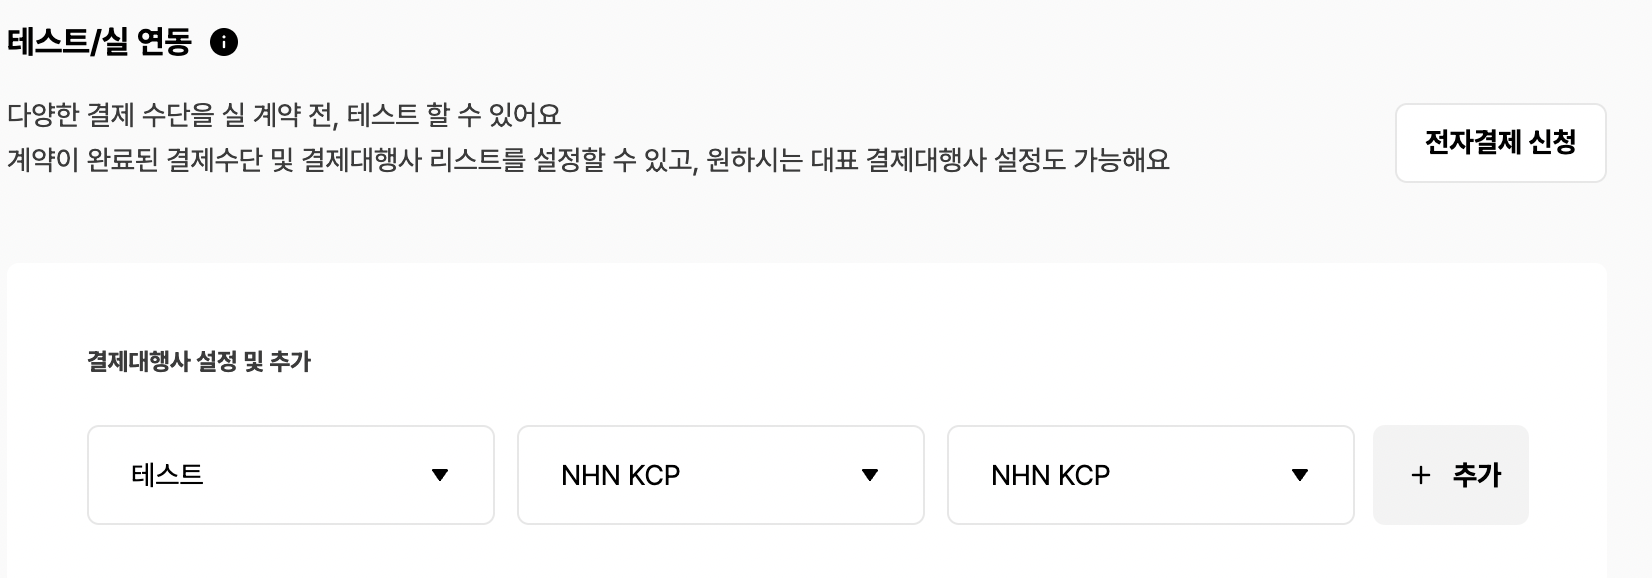 테스트/실 연동
다양한 결제 수단을 실 계약 전, 테스트 할 수 있어요
계약이 완료된 결제수단 및 결제대행사 리스트를 설정할 수 있고, 원하시는 대표 결제대행사 설정도 가능해요
전자결제 신청
결제대행사 설정 및 추가
테스트
NHN KCP
NHN KCP
+ 추가